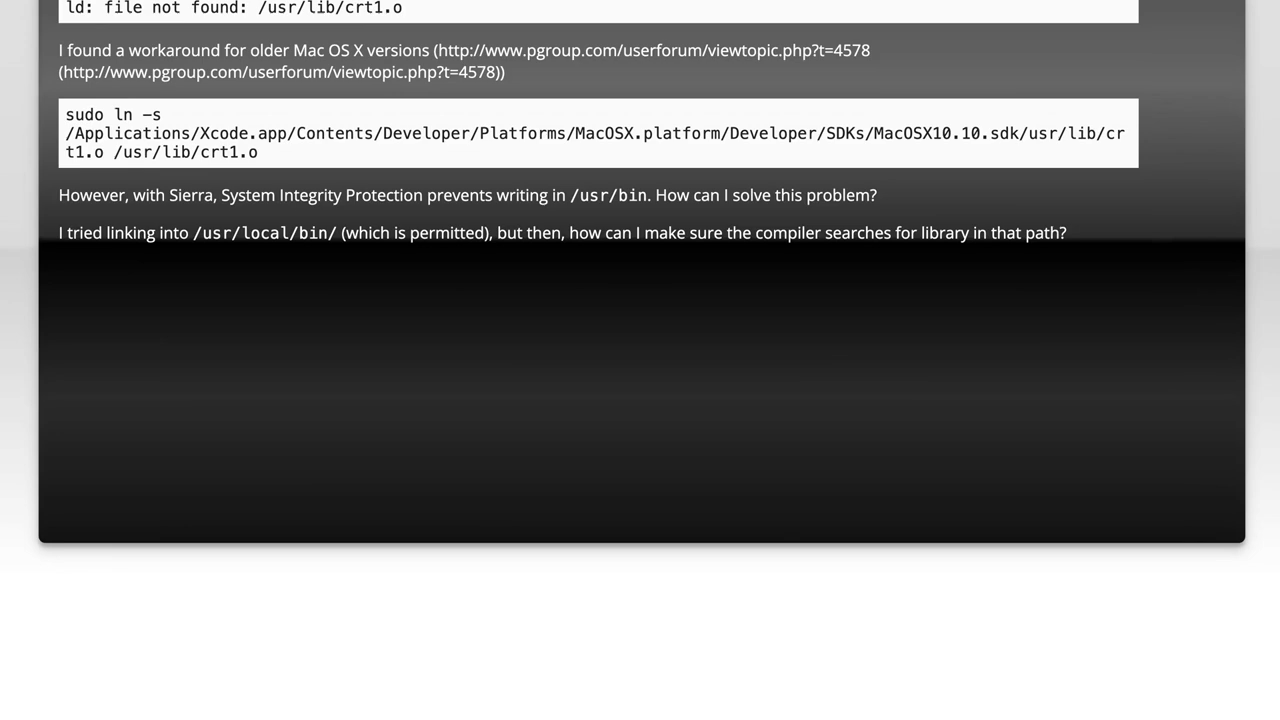 ld: file not found: /usr/lib/crt1.o
I found a workaround for older Mac OS X versions (http://www.pgroup.com/userforum/viewtopic.php?t=4578
(http://www.pgroup.com/userforum/viewtopic.php?t=4578))
sudo ln -s
/Applications/Xcode.app/Contents/Developer/Platforms/MacOSX.platform/Developer/SDKs/MacOSX10.10.sdk/usr/lib/cr
t1.o /usr/lib/crt1.o
However, with Sierra, System Integrity Protection prevents writing in /usr/bin. How can I solve this problem?
I tried linking into /usr/local/bin/ (which is permitted), but then, how can I make sure the compiler searches for library in that path?